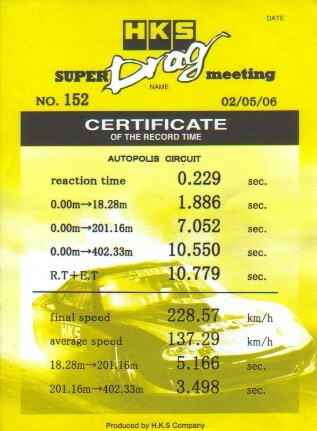 DATE
HKS
SUPER Drag meeting
NAME
NO. 152 02/05/06
CERTIFICATE
OF THE RECORD TIME
AUTOPOLIS CIRCUIT
reaction time 0.229 sec.
0.00m→18.28m 1.886 sec.
0.00m→201.16m 7.052 sec.
0.00m→402.33m 10.550 sec.
R.T+E.T 10.779 sec.
final speed 228.57 km/h
average speed 137.29 km/h
18.28m→201.16m 5.166 sec.
201.16m→402.33m 3.498 sec.
HKS
Produced by H.K.S Company